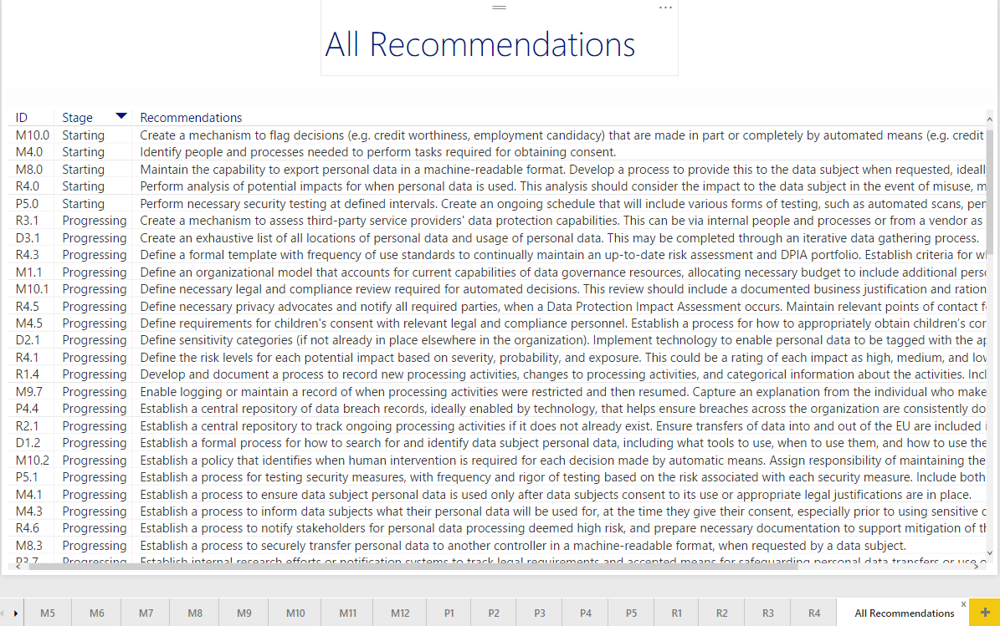 All Recommendations
ID Stage Recommendations
M10.0 Starting Create a mechanism to flag decisions (e.g. credit worthiness, employment candidacy) that are made in part or completely by automated means (e.g. credit
M4.0 Starting Identify people and processes needed to perform tasks required for obtaining consent.
M8.0 Starting Maintain the capability to export personal data in a machine-readable format. Develop a process to provide this to the data subject when requested, ideall
R4.0 Starting Perform analysis of potential impacts for when personal data is used. This analysis should consider the impact to the data subject in the event of misuse, m
P5.0 Starting Perform necessary security testing at defined intervals. Create an ongoing schedule that will include various forms of testing, such as automated scans, pen
R3.1 Progressing Create a mechanism to assess third-party service providers' data protection capabilities. This can be via internal people and processes or from a vendor as
D3.1 Progressing Create an exhaustive list of all locations of personal data and usage of personal data. This may be completed through an iterative data gathering process.
R4.3 Progressing Define a formal template with frequency of use standards to continually maintain an up-to-date risk assessment and DPIA portfolio. Establish criteria for wh
M1.1 Progressing Define an organizational model that accounts for current capabilities of data governance resources, allocating necessary budget to include additional perso
M10.1 Progressing Define necessary legal and compliance review required for automated decisions. This review should include a documented business justification and ration
R4.5 Progressing Define necessary privacy advocates and notify all required parties, when a Data Protection Impact Assessment occurs. Maintain relevant points of contact f
M4.5 Progressing Define requirements for children's consent with relevant legal and compliance personnel. Establish a process for how to appropriately obtain children's cor
D2.1 Progressing Define sensitivity categories (if not already in place elsewhere in the organization). Implement technology to enable personal data to be tagged with the ap
R4.1 Progressing Define the risk levels for each potential impact based on severity, probability, and exposure. This could be a rating of each impact as high, medium, and low
R1.4 Progressing Develop and document a process to record new processing activities, changes to processing activities, and categorical information about the activities. Incl
M9.7 Progressing Enable logging or maintain a record of when processing activities were restricted and then resumed. Capture an explanation from the individual who make
P4.4 Progressing Establish a central repository of data breach records, ideally enabled by technology, that helps ensure breaches across the organization are consistently do
R2.1 Progressing Establish a central repository to track ongoing processing activities if it does not already exist. Ensure transfers of data into and out of the EU are included i
D1.2 Progressing Establish a formal process for how to search for and identify data subject personal data, including what tools to use, when to use them, and how to use the
M10.2 Progressing Establish a policy that identifies when human intervention is required for each decision made by automatic means. Assign responsibility of maintaining the
P5.1 Progressing Establish a process for testing security measures, with frequency and rigor of testing based on the risk associated with each security measure. Include both
M4.1 Progressing Establish a process to ensure data subject personal data is used only after data subjects consent to its use or appropriate legal justifications are in place.
M4.3 Progressing Establish a process to inform data subjects what their personal data will be used for, at the time they give their consent, especially prior to using sensitive c
R4.6 Progressing Establish a process to notify stakeholders for personal data processing deemed high risk, and prepare necessary documentation to support mitigation of th
M8.3 Progressing Establish a process to securely transfer personal data to another controller in a machine-readable format, when requested by a data subject.
Progressing Establish internal research efforts or notification systems to track legal requirements and accepted means for safeguarding personal data transfers or use o
M5 M6 M7 M8 M9 M10 M11 M12 P1 P2 P3 P4 P5 R1 R2 R3 R4 All Recommendations x +